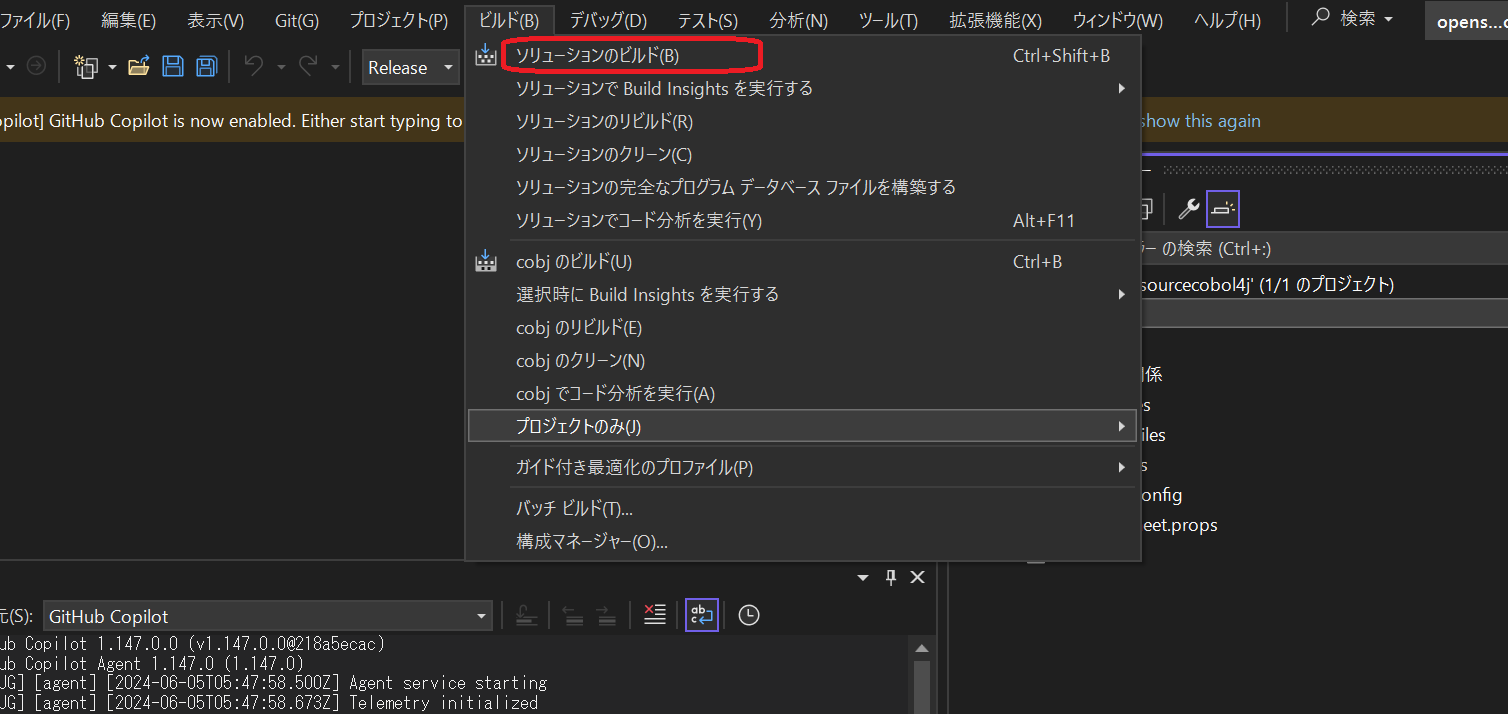 ファイル(F) 編集(E) 表示(V) Git(G) プロジェクト(P) ビルド(B) デバッグ(D) テスト(S) 分析(N) ツール(T) 拡張機能(X) ウィンドウ(W) ヘルプ(H) 検索 opens...c
Release
ソリューションのビルド(B) Ctrl+Shift+B
ソリューションで Build Insights を実行する
opilot] GitHub Copilot is now enabled. Either start typing to
show this again
ソリューションのリビルド(R)
ソリューションのクリーン(C)
ソリューションの完全なプログラム データベース ファイルを構築する
ソリューションでコード分析を実行(Y) Alt+F11
cobj のビルド(U) Ctrl+B
選択時に Build Insights を実行する
cobj のリビルド(E)
cobj のクリーン(N)
cobj でコード分析を実行(A)
プロジェクトのみ(J)
ガイド付き最適化のプロファイル(P)
バッチ ビルド(T)...
構成マネージャー(O)...
ー の検索 (Ctrl+:)
sourcecobol4j' (1/1 のプロジェクト)
関係
es
iles
s
onfig
eet.props
元(S): GitHub Copilot
ub Copilot 1.147.0.0 (v1.147.0.0@218a5ecac)
ub Copilot Agent 1.147.0 (1.147.0)
UG] [agent] [2024-06-05T05:47:58.500Z] Agent service starting
UG] [agent] [2024-06-05T05:47:58.673Z] Telemetry initialized